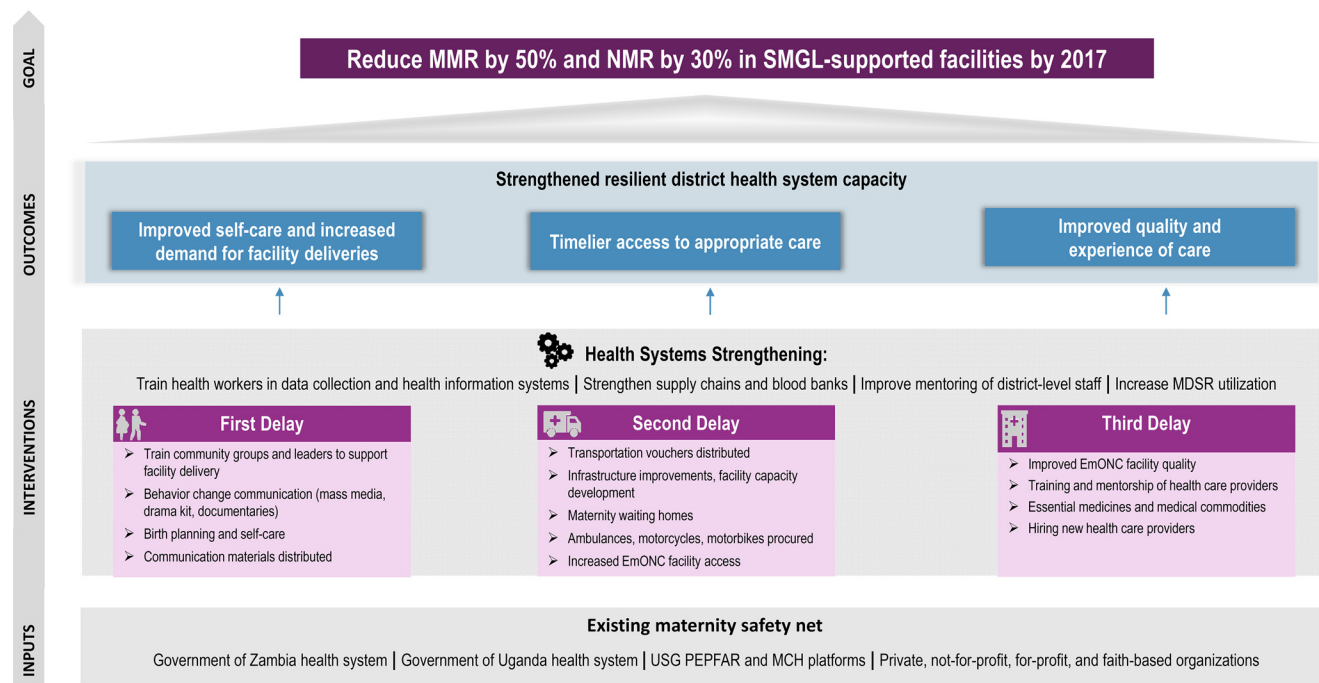 GOAL
Reduce MMR by 50% and NMR by 30% in SMGL-supported facilities by 2017
OUTCOMES
Strengthened resilient district health system capacity
Improved self-care and increased
demand for facility deliveries
Timelier access to appropriate care
Improved quality and
experience of care
INTERVENTIONS
Health Systems Strengthening:
Train health workers in data collection and health information systems | Strengthen supply chains and blood banks | Improve mentoring of district-level staff | Increase MDSR utilization
First Delay
➢ Train community groups and leaders to support
facility delivery
➢ Behavior change communication (mass media,
drama kit, documentaries)
➢ Birth planning and self-care
➢ Communication materials distributed
Second Delay
➢ Transportation vouchers distributed
➢ Infrastructure improvements, facility capacity
development
➢ Maternity waiting homes
➢ Ambulances, motorcycles, motorbikes procured
➢ Increased EmONC facility access
Third Delay
➢ Improved EmONC facility quality
➢ Training and mentorship of health care providers
➢ Essential medicines and medical commodities
➢ Hiring new health care providers
INPUTS
Existing maternity safety net
Government of Zambia health system | Government of Uganda health system | USG PEPFAR and MCH platforms | Private, not-for-profit, for-profit, and faith-based organizations